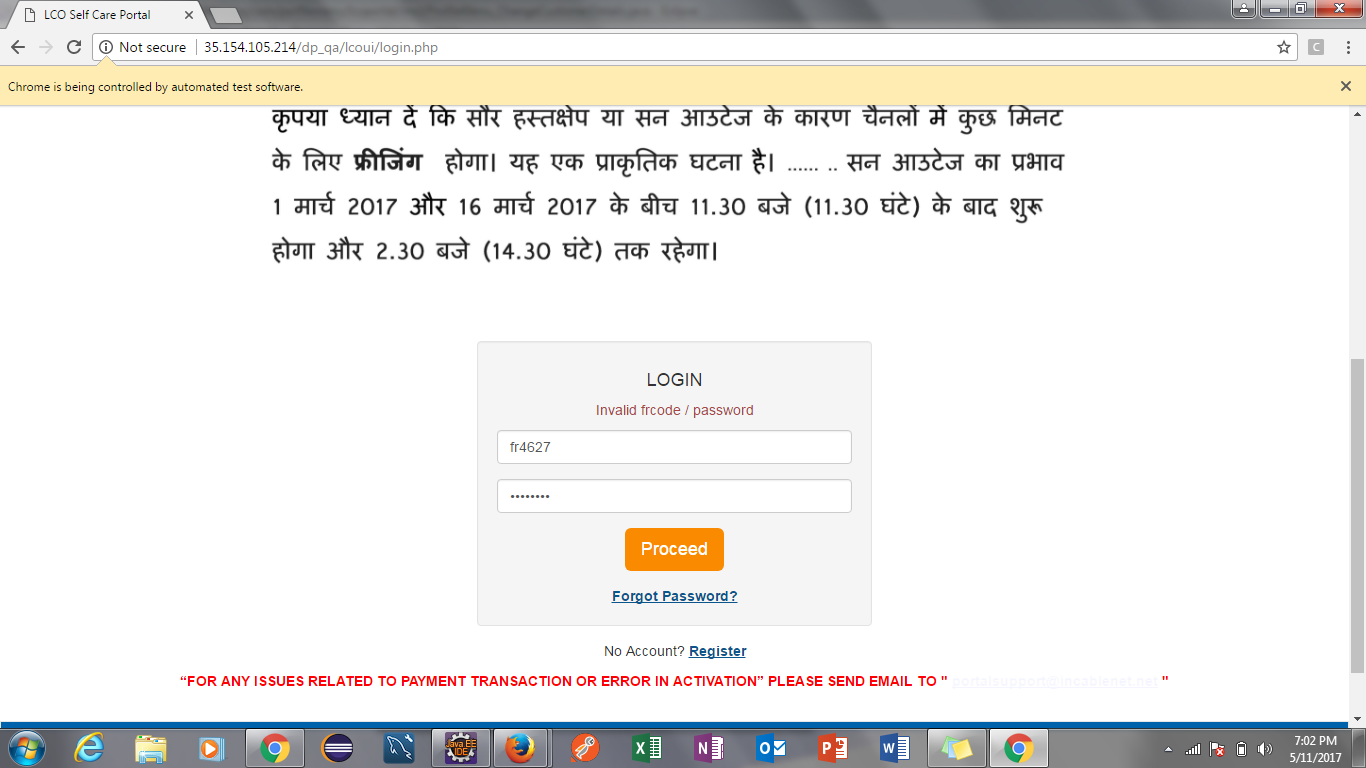 LCO Self Care Portal
Not secure 35.154.105.214/dp_qa/lcoui/login.php
C
Chrome is being controlled by automated test software.
कृपया ध्यान दें कि सौर हस्तक्षेप या सन आउटेज के कारण चैनलों में कुछ मिनट
के लिए फ्रीजिंग होगा। यह एक प्राकृतिक घटना है। ...... .. सन आउटेज का प्रभाव
1 मार्च 2017 और 16 मार्च 2017 के बीच 11.30 बजे (11.30 घंटे) के बाद शुरू
होगा और 2.30 बजे (14.30 घंटे) तक रहेगा।
LOGIN
Invalid frcode / password
fr4627
••••••••
Proceed
Forgot Password?
No Account? Register
“FOR ANY ISSUES RELATED TO PAYMENT TRANSACTION OR ERROR IN ACTIVATION” PLEASE SEND EMAIL TO " portalsupport@incablenet.net "
Java EE
IDE
7:02 PM
5/11/2017